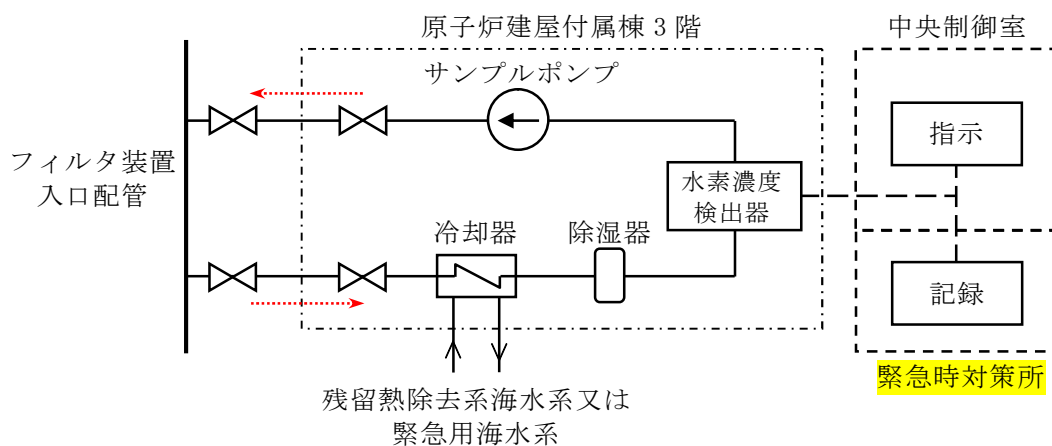 原子炉建屋付属棟3階
中央制御室
サンプルポンプ
指示
フィルタ装置
入口配管
水素濃度
検出器
冷却器
除湿器
記録
緊急時対策所
残留熱除去系海水系又は
緊急用海水系